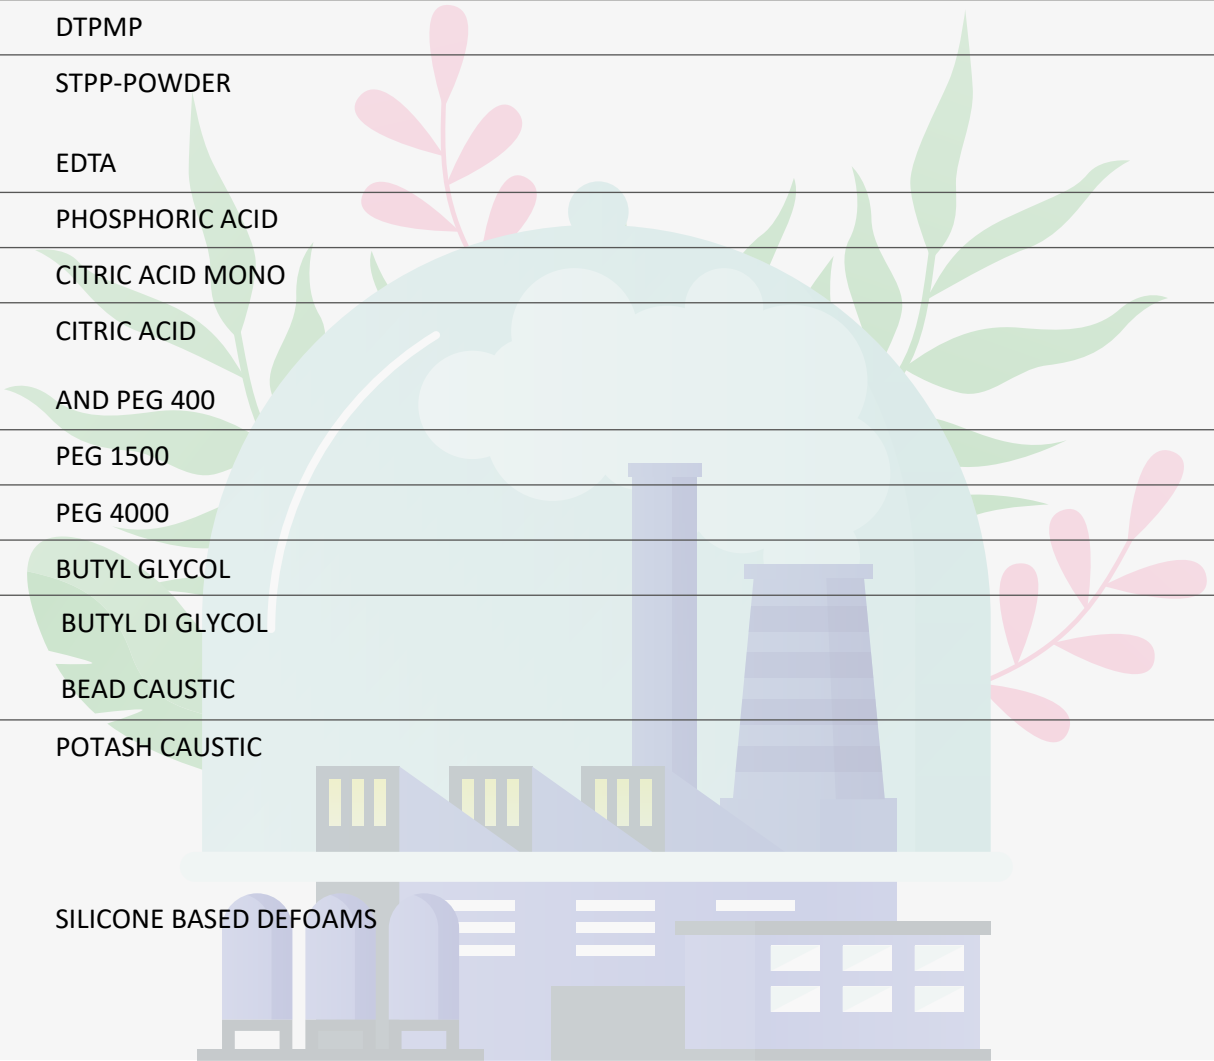 DTPMP
STPP-POWDER
EDTA
PHOSPHORIC ACID
CITRIC ACID MONO
CITRIC ACID
AND PEG 400
PEG 1500
PEG 4000
BUTYL GLYCOL
BUTYL DI GLYCOL
BEAD CAUSTIC
POTASH CAUSTIC
SILICONE BASED DEFOAMS